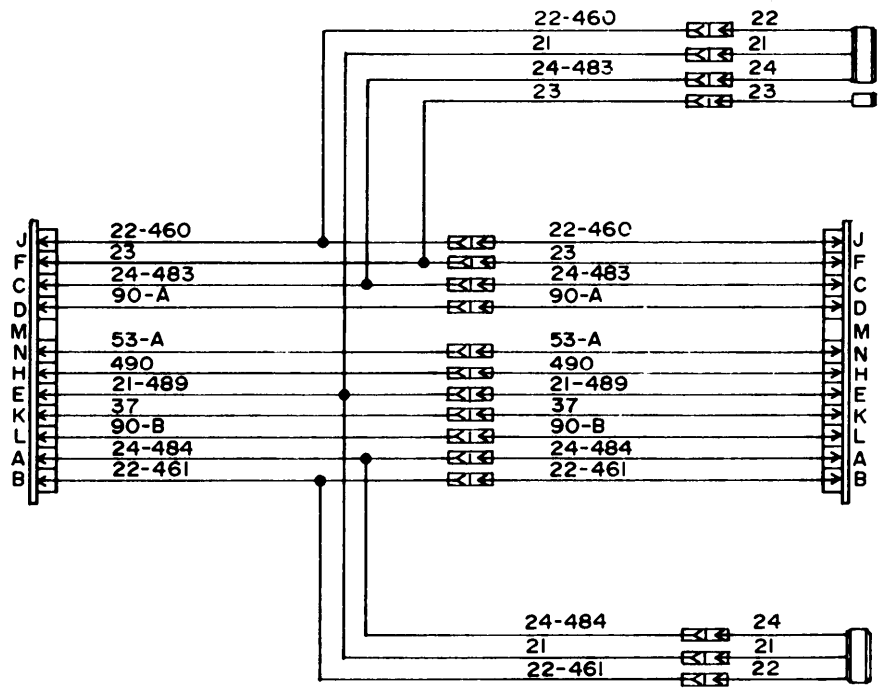 22-460 22
21 21
24-483 24
23 23
J 22-460 22-460 J
F 23 23 F
C 24-483 24-483 C
D 90-A 90-A D
M M
N 53-A 53-A N
H 490 490 H
E 21-489 21-489 E
K 37 37 K
L 90-B 90-B L
A 24-484 24-484 A
B 22-461 22-461 B
24-484 24
21 21
22-461 22